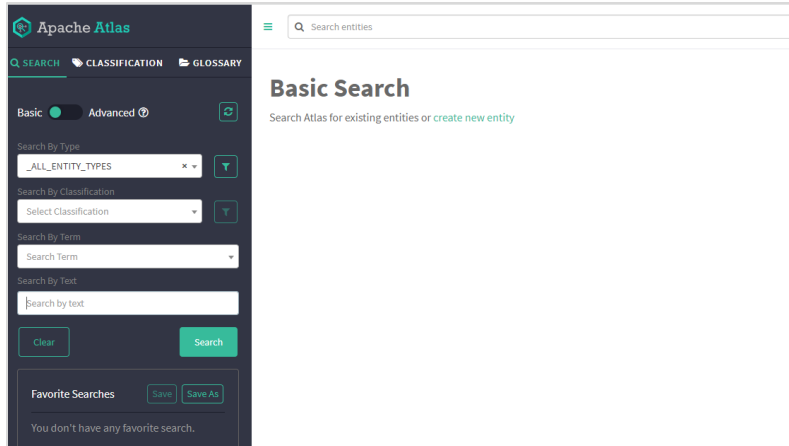 Apache Atlas
SEARCH CLASSIFICATION GLOSSARY
Basic Advanced
Search By Type
_ALL_ENTITY_TYPES
Search By Classification
Select Classification
Search By Term
Search Term
Search By Text
Search by text
Clear Search
Favorite Searches Save Save As
You don't have any favorite search.
Search entities
Basic Search
Search Atlas for existing entities or create new entity